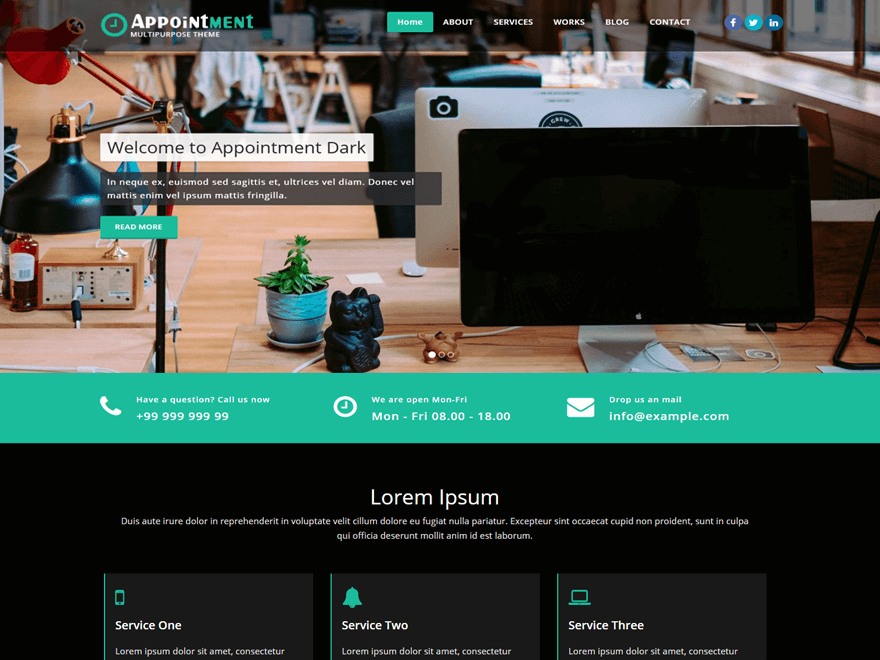 APPOINTMENT
MULTIPURPOSE THEME
Home ABOUT SERVICES WORKS BLOG CONTACT
CREW
Welcome to Appointment Dark
In neque ex, euismod sed sagittis et, ultrices vel diam. Donec vel
mattis enim vel ipsum mattis fringilla.
READ MORE
Have a question? Call us now
+99 999 999 99
We are open Mon-Fri
Mon - Fri 08.00 - 18.00
Drop us an mail
info@example.com
Lorem Ipsum
Duis aute irure dolor in reprehenderit in voluptate velit cillum dolore eu fugiat nulla pariatur. Excepteur sint occaecat cupid non proident, sunt in culpa
qui officia deserunt mollit anim id est laborum.
Service One
Lorem ipsum dolor sit amet, consectetur
Service Two
Lorem ipsum dolor sit amet, consectetur
Service Three
Lorem ipsum dolor sit amet, consectetur